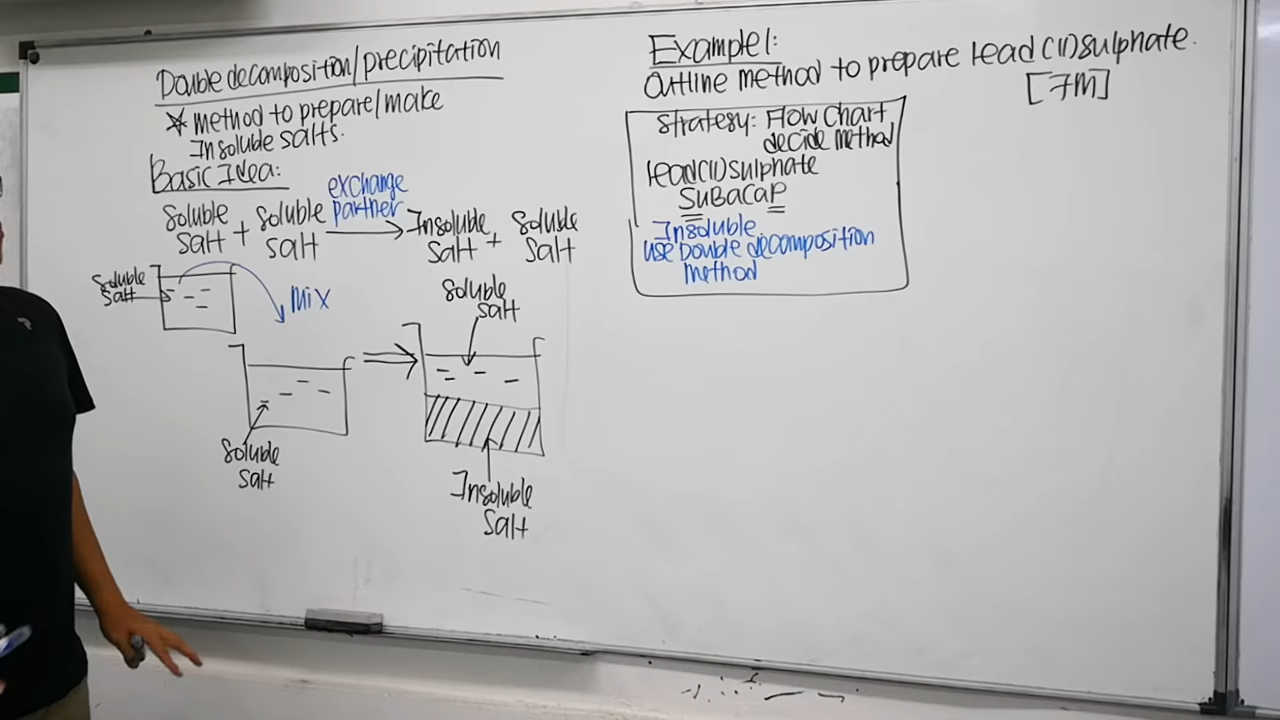 Double decomposition/precipitation
* method to prepare/make
Insoluble salts.
Basic Idea:
Soluble salt + Soluble salt exchange partner → Insoluble salt + Soluble salt
Soluble
salt
Mix
Soluble
salt
Soluble
salt
Insoluble
salt
Example 1:
Outline method to prepare lead(II)sulphate.
[7M]
Strategy: Flow chart
decide method
lead(II)sulphate
SuBaCaP
Insoluble
use Double decomposition
method